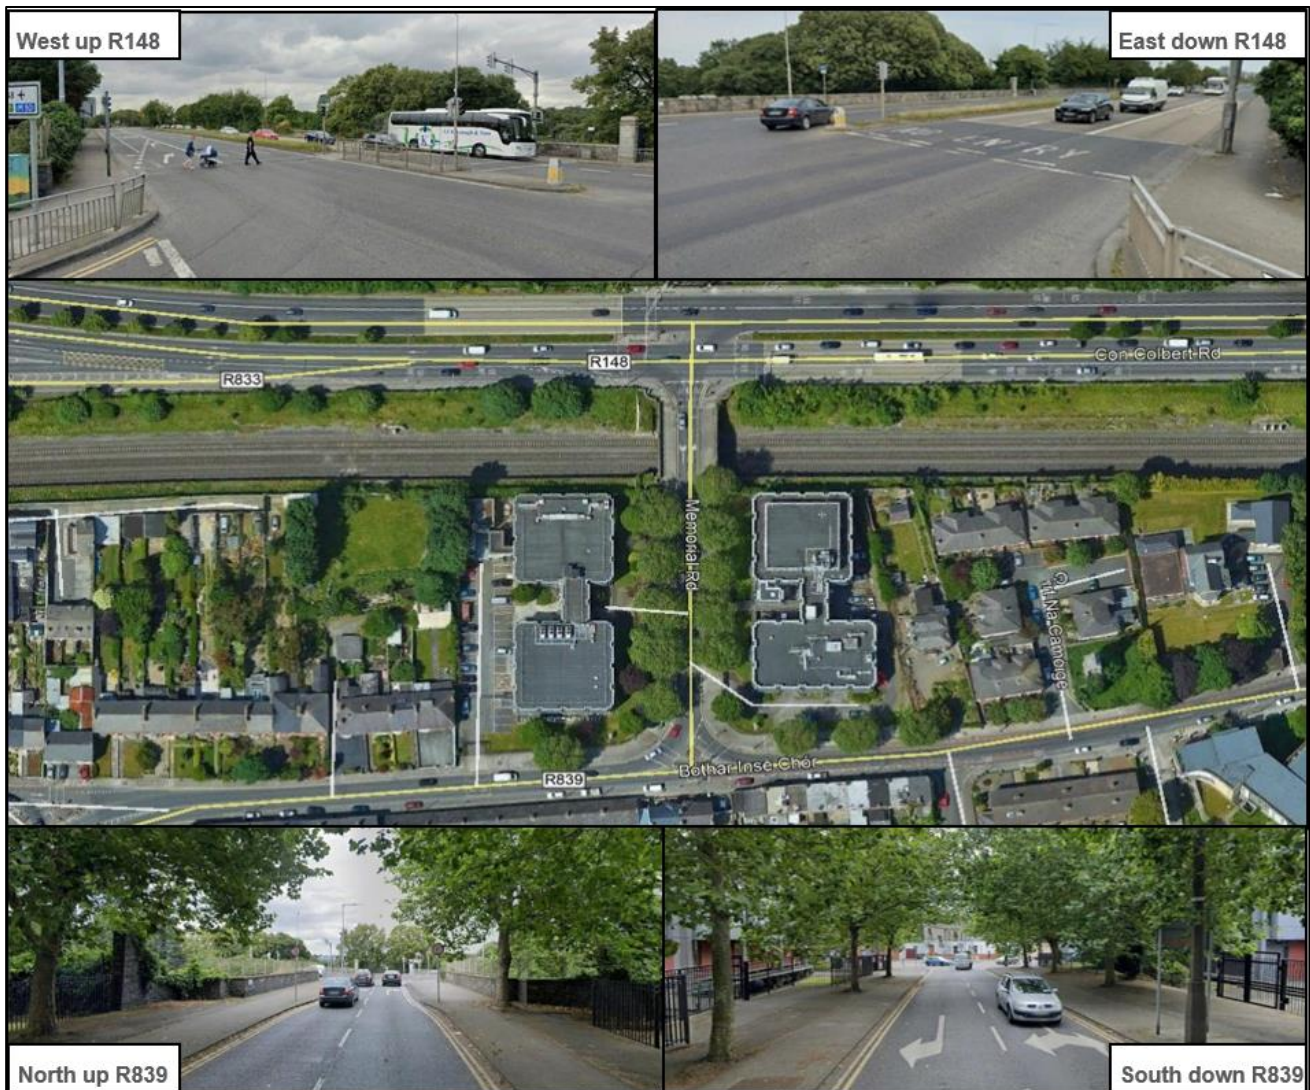 West up R148
East down R148
ENTRY
R148
Con Colbert Rd
R833
Memorial Rd
R839
Bothar Inse Chor
North up R839
South down R839